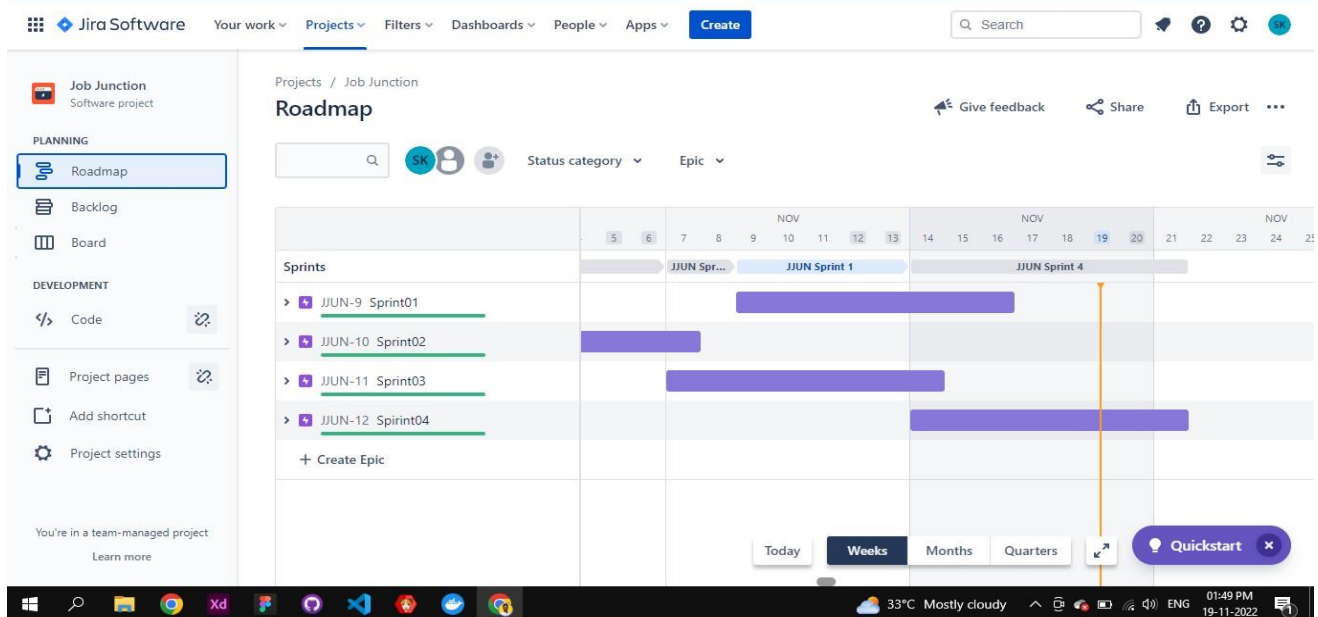 Jira Software Your work Projects Filters Dashboards People Apps Create Search SK
Job Junction
Software project
PLANNING
Roadmap
Backlog
Board
DEVELOPMENT
Code
Project pages
Add shortcut
Project settings
You're in a team-managed project
Learn more
Projects / Job Junction
Roadmap
Give feedback Share Export
SK Status category Epic
NOV NOV NOV
5 6 7 8 9 10 11 12 13 14 15 16 17 18 19 20 21 22 23 24
Sprints JJUN Spr... JJUN Sprint 1 JJUN Sprint 4
JJUN-9 Sprint01
JJUN-10 Sprint02
JJUN-11 Sprint03
JJUN-12 Spirint04
+ Create Epic
Today Weeks Months Quarters
Quickstart
Xd 33°C Mostly cloudy ENG 01:49 PM
19-11-2022
1